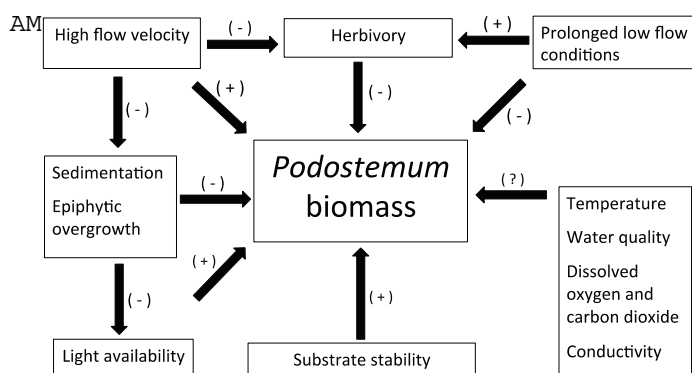 AM
High flow velocity
( - )
Herbivory
( + )
Prolonged low flow
conditions
( - )
( + )
( - )
( - )
Sedimentation
Epiphytic
overgrowth
( - )
Podostemum
biomass
( ? )
Temperature
Water quality
Dissolved
oxygen and
carbon dioxide
Conductivity
( - )
( + )
( + )
Light availability
Substrate stability